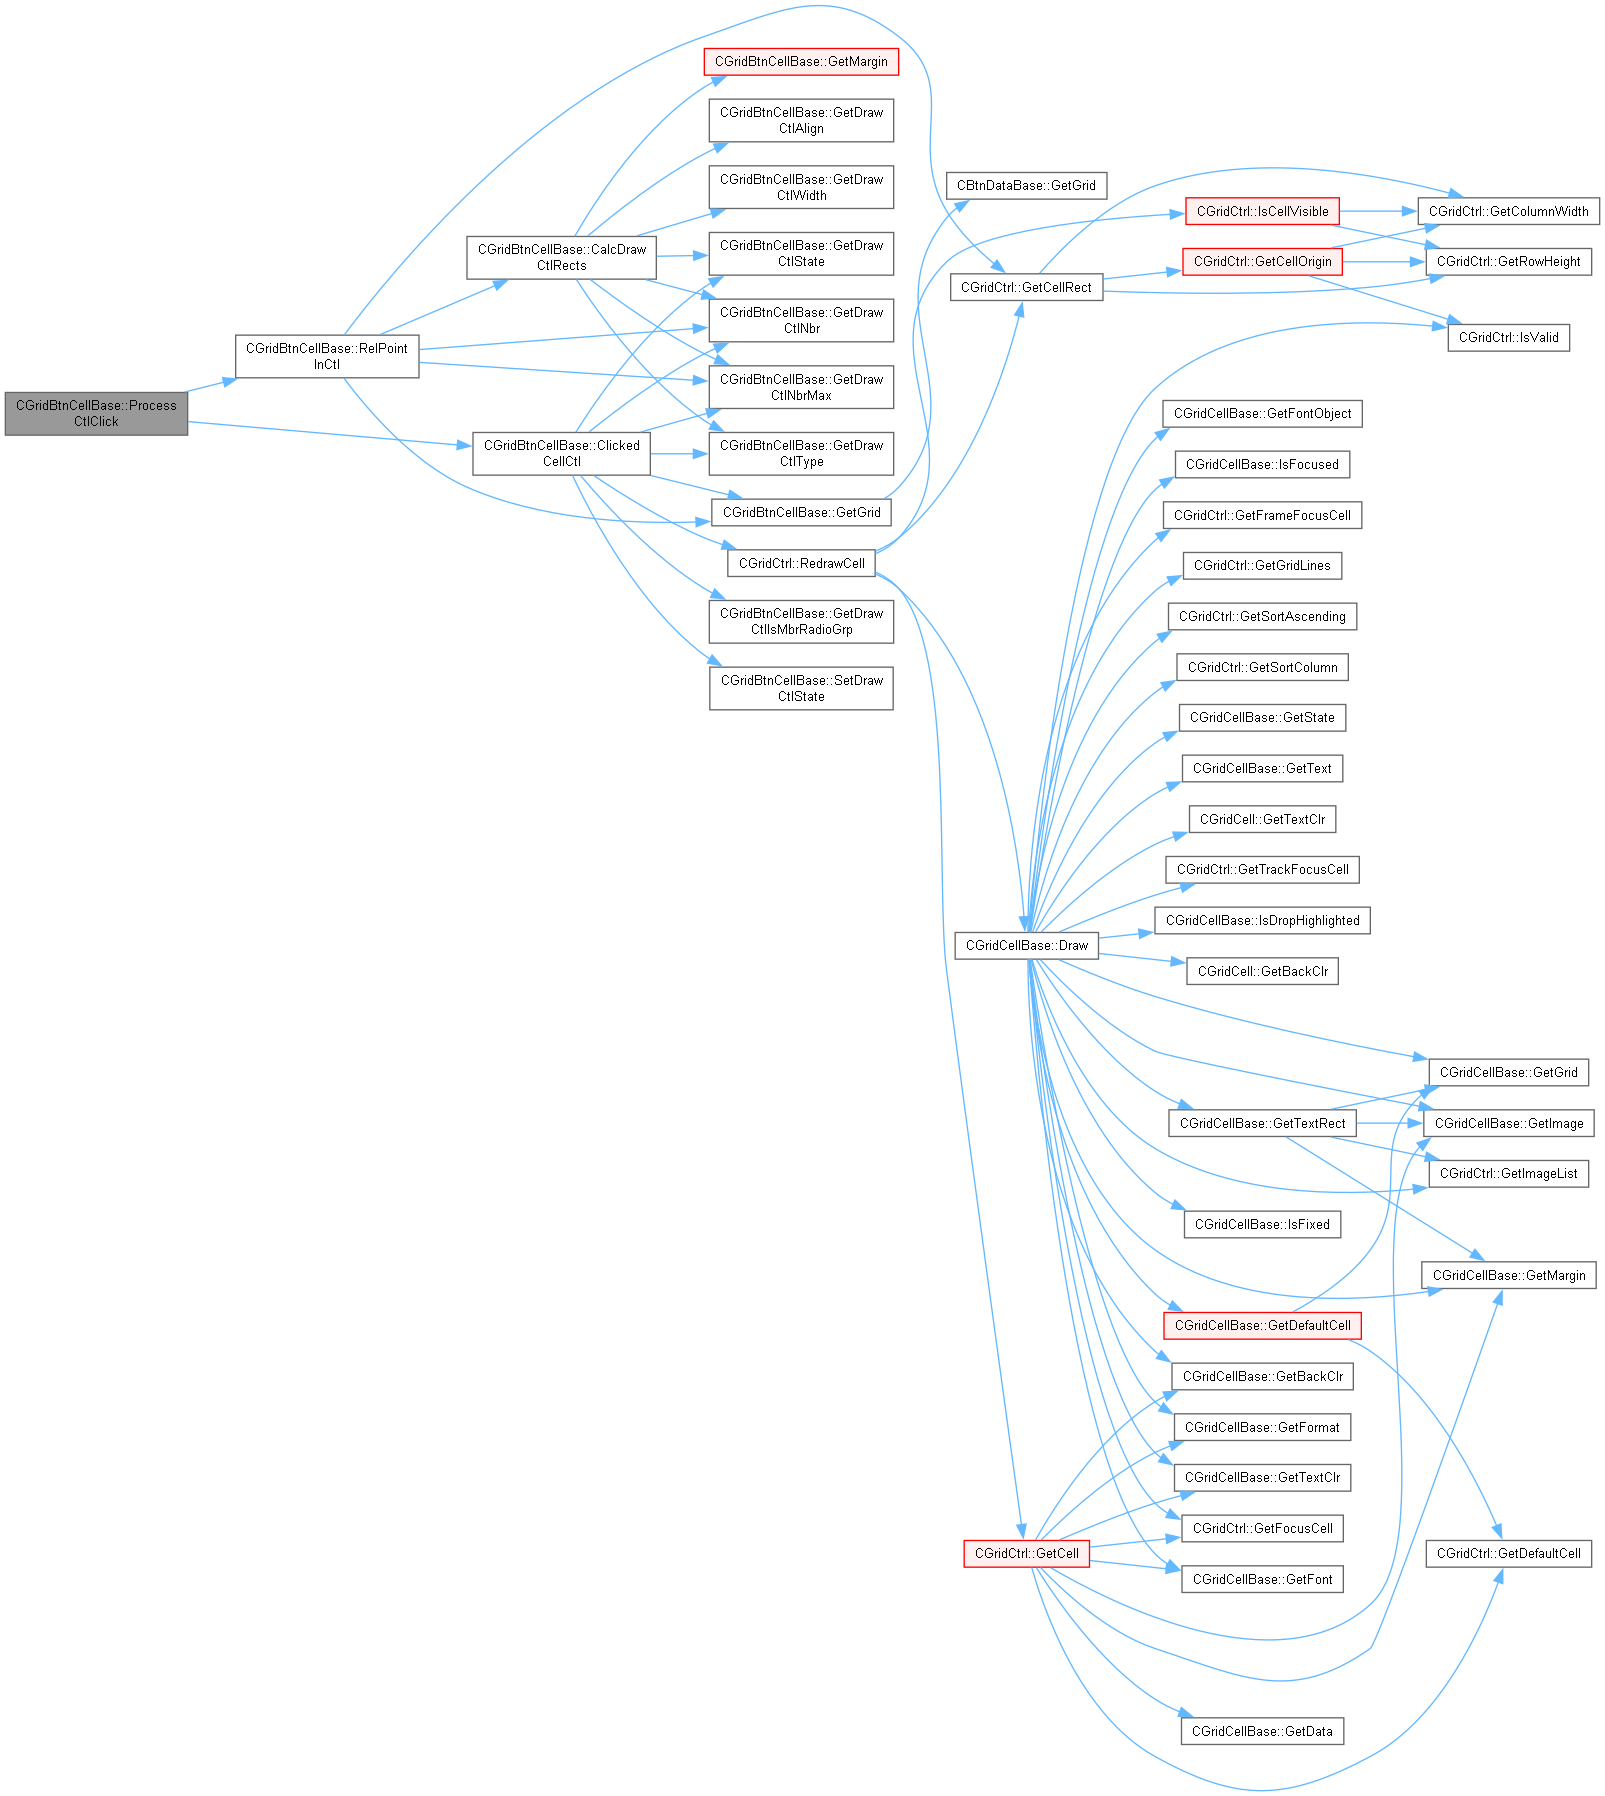 CGridBtnCellBase::Process
CtlClick
CGridBtnCellBase::RelPoint
InCtl
CGridBtnCellBase::CalcDraw
CtlRects
CGridBtnCellBase::Clicked
CellCtl
CGridBtnCellBase::GetMargin
CGridBtnCellBase::GetDraw
CtlAlign
CGridBtnCellBase::GetDraw
CtlWidth
CGridBtnCellBase::GetDraw
CtlState
CGridBtnCellBase::GetDraw
CtlNbr
CGridBtnCellBase::GetDraw
CtlNbrMax
CGridBtnCellBase::GetDraw
CtlType
CGridBtnCellBase::GetGrid
CGridCtrl::RedrawCell
CGridBtnCellBase::GetDraw
CtlIsMbrRadioGrp
CGridBtnCellBase::SetDraw
CtlState
CBtnDataBase::GetGrid
CGridCtrl::GetCellRect
CGridCellBase::Draw
CGridCtrl::GetCell
CGridCtrl::IsCellVisible
CGridCtrl::GetCellOrigin
CGridCellBase::GetFontObject
CGridCellBase::IsFocused
CGridCtrl::GetFrameFocusCell
CGridCtrl::GetGridLines
CGridCtrl::GetSortAscending
CGridCtrl::GetSortColumn
CGridCellBase::GetState
CGridCellBase::GetText
CGridCell::GetTextClr
CGridCtrl::GetTrackFocusCell
CGridCellBase::IsDropHighlighted
CGridCell::GetBackClr
CGridCellBase::GetTextRect
CGridCellBase::IsFixed
CGridCellBase::GetDefaultCell
CGridCellBase::GetBackClr
CGridCellBase::GetFormat
CGridCellBase::GetTextClr
CGridCtrl::GetFocusCell
CGridCellBase::GetFont
CGridCellBase::GetData
CGridCtrl::GetColumnWidth
CGridCtrl::GetRowHeight
CGridCtrl::IsValid
CGridCellBase::GetGrid
CGridCellBase::GetImage
CGridCtrl::GetImageList
CGridCellBase::GetMargin
CGridCtrl::GetDefaultCell